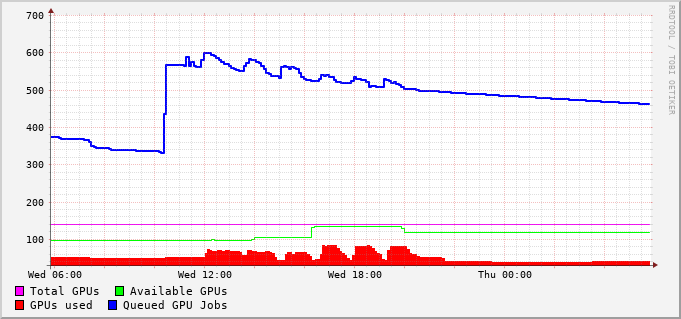 700
600
500
400
300
200
100
Wed 06:00 Wed 12:00 Wed 18:00 Thu 00:00
Total GPUs Available GPUs
GPUs used Queued GPU Jobs
RRDTOOL / TOBI OETIKER